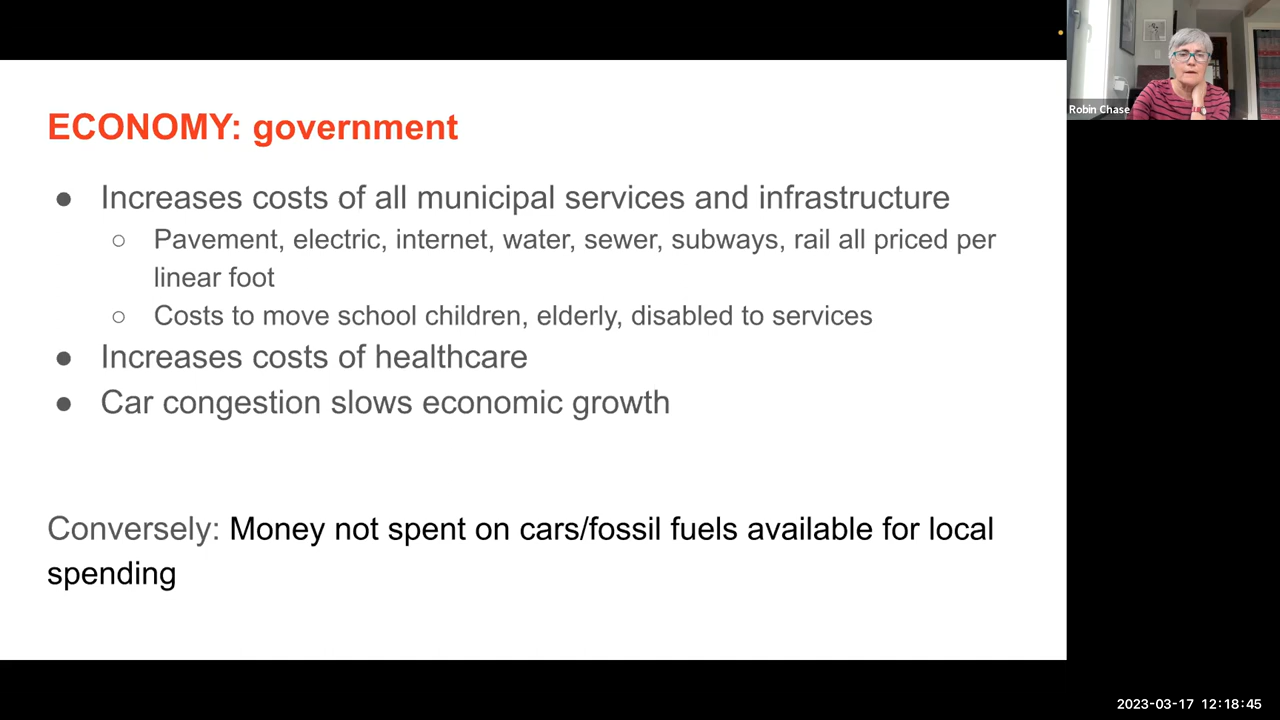 ECONOMY: government
● Increases costs of all municipal services and infrastructure
○ Pavement, electric, internet, water, sewer, subways, rail all priced per
linear foot
○ Costs to move school children, elderly, disabled to services
● Increases costs of healthcare
● Car congestion slows economic growth
Conversely: Money not spent on cars/fossil fuels available for local
spending
Robin Chase
2023-03-17 12:18:45